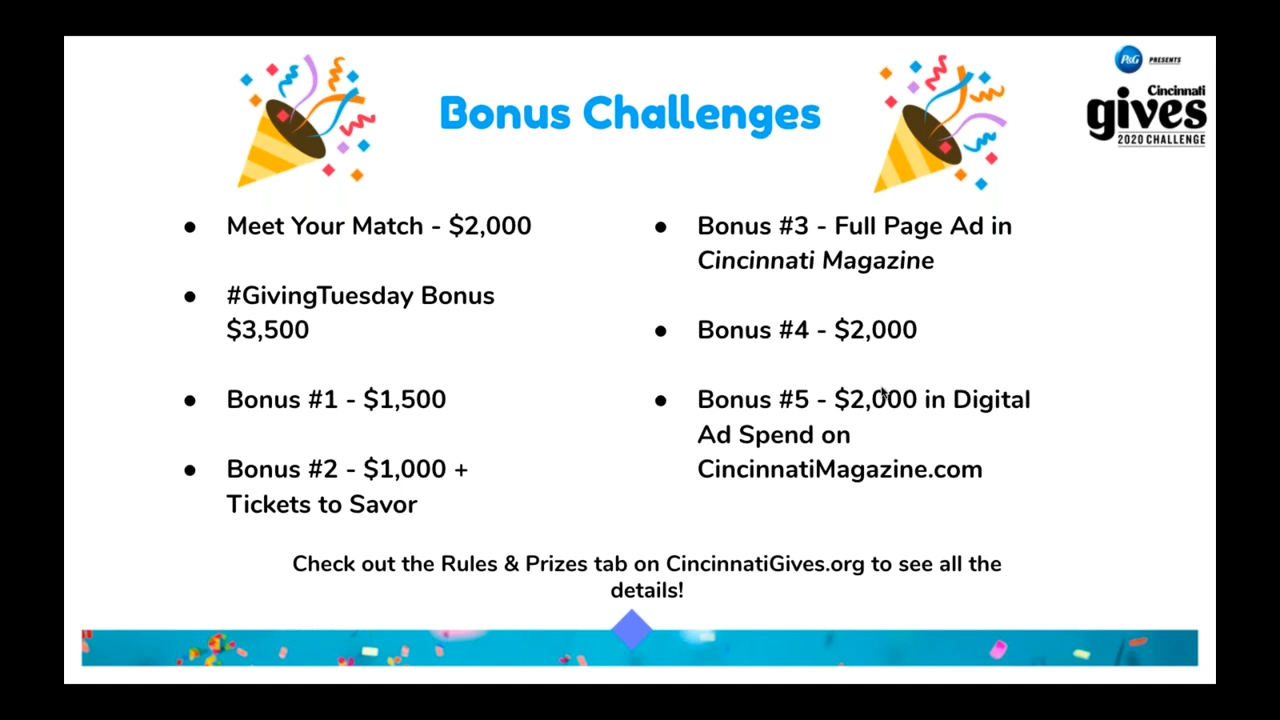 Bonus Challenges
P&G PRESENTS
Cincinnati
gives
2020 CHALLENGE
● Meet Your Match - $2,000
● #GivingTuesday Bonus
$3,500
● Bonus #1 - $1,500
● Bonus #2 - $1,000 +
Tickets to Savor
● Bonus #3 - Full Page Ad in
Cincinnati Magazine
● Bonus #4 - $2,000
● Bonus #5 - $2,000 in Digital
Ad Spend on
CincinnatiMagazine.com
Check out the Rules & Prizes tab on CincinnatiGives.org to see all the
details!